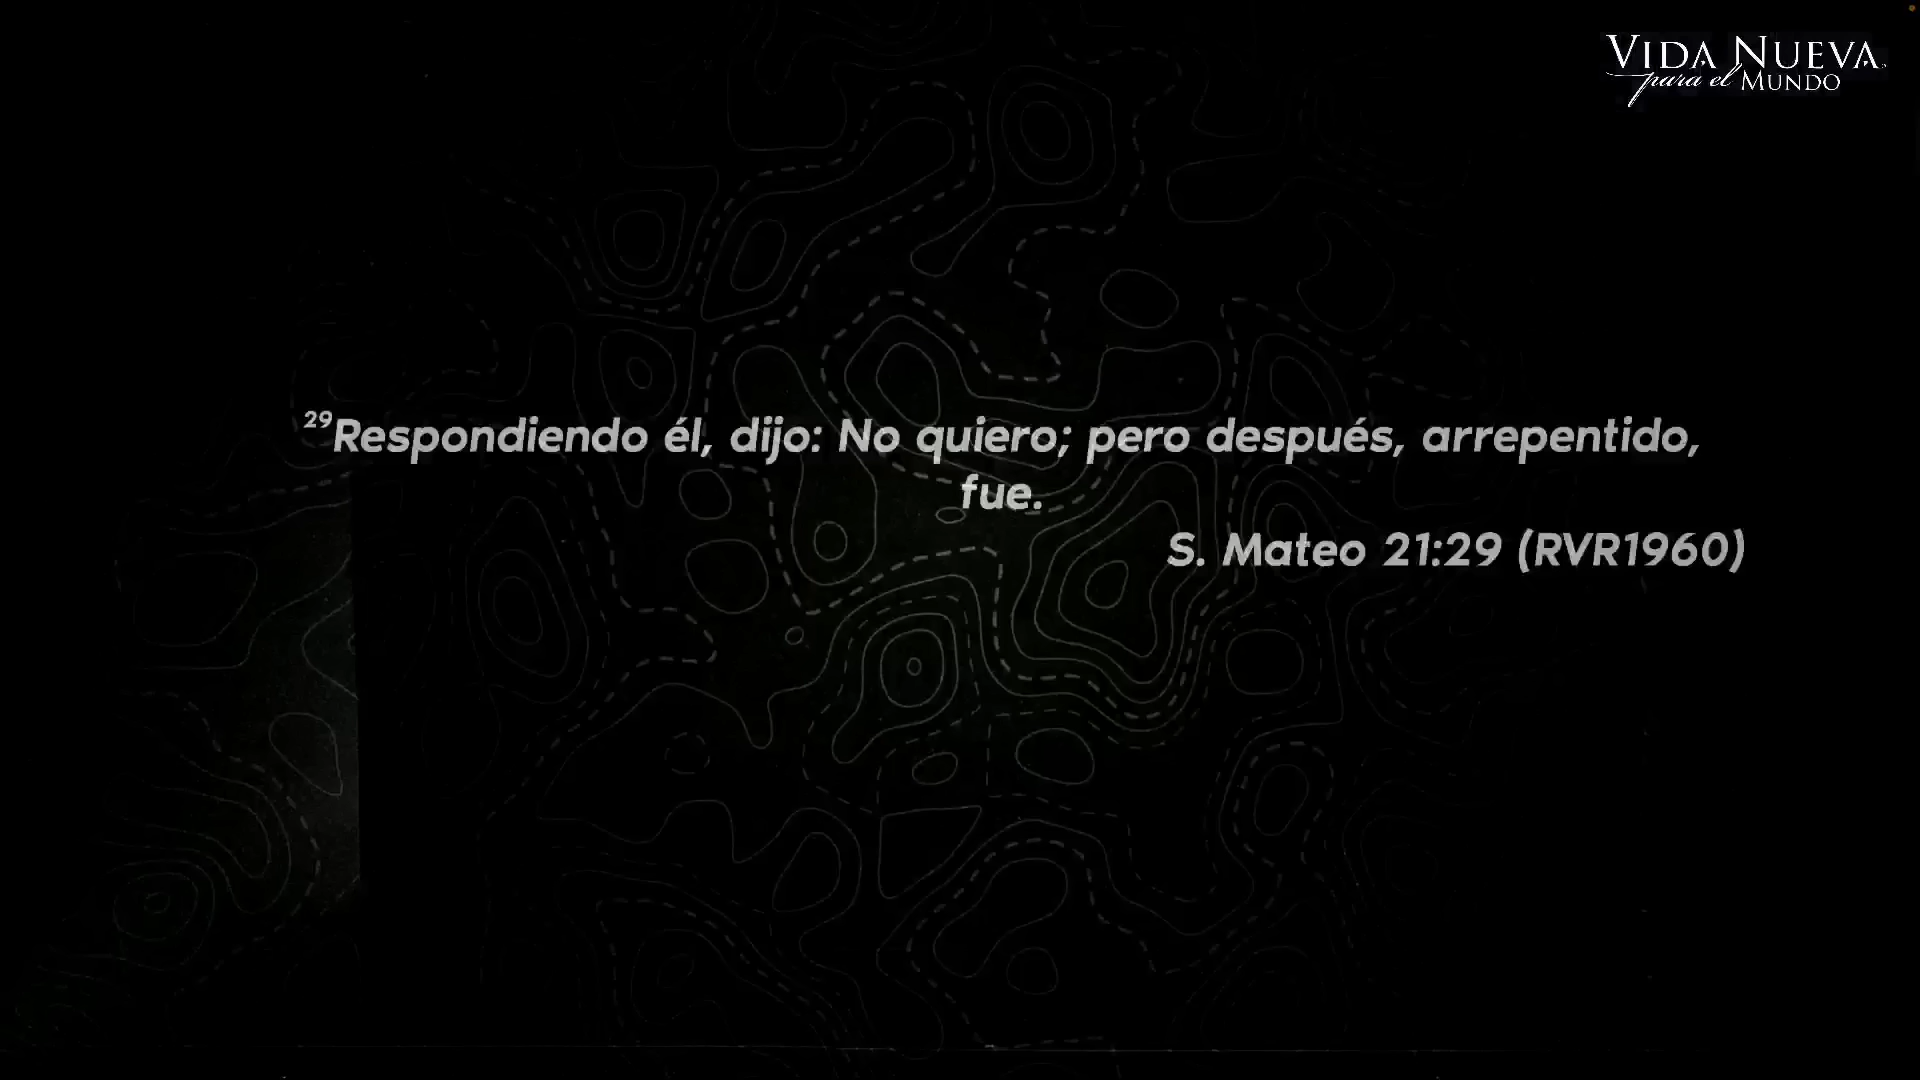 VIDA NUEVA
para el MUNDO
²⁹Respondiendo él, dijo: No quiero; pero después, arrepentido,
fue.
S. Mateo 21:29 (RVR1960)